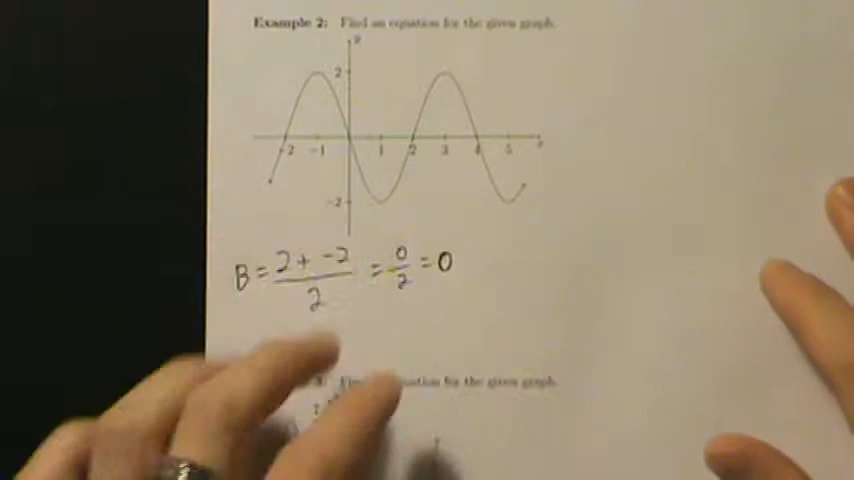 Example 2: Find an equation for the given graph.
y
2
-2 -1 1 2 3 4 5 x
-2
B = 2 + -2 / 2 = 0/2 = 0
3: equation for the given graph.